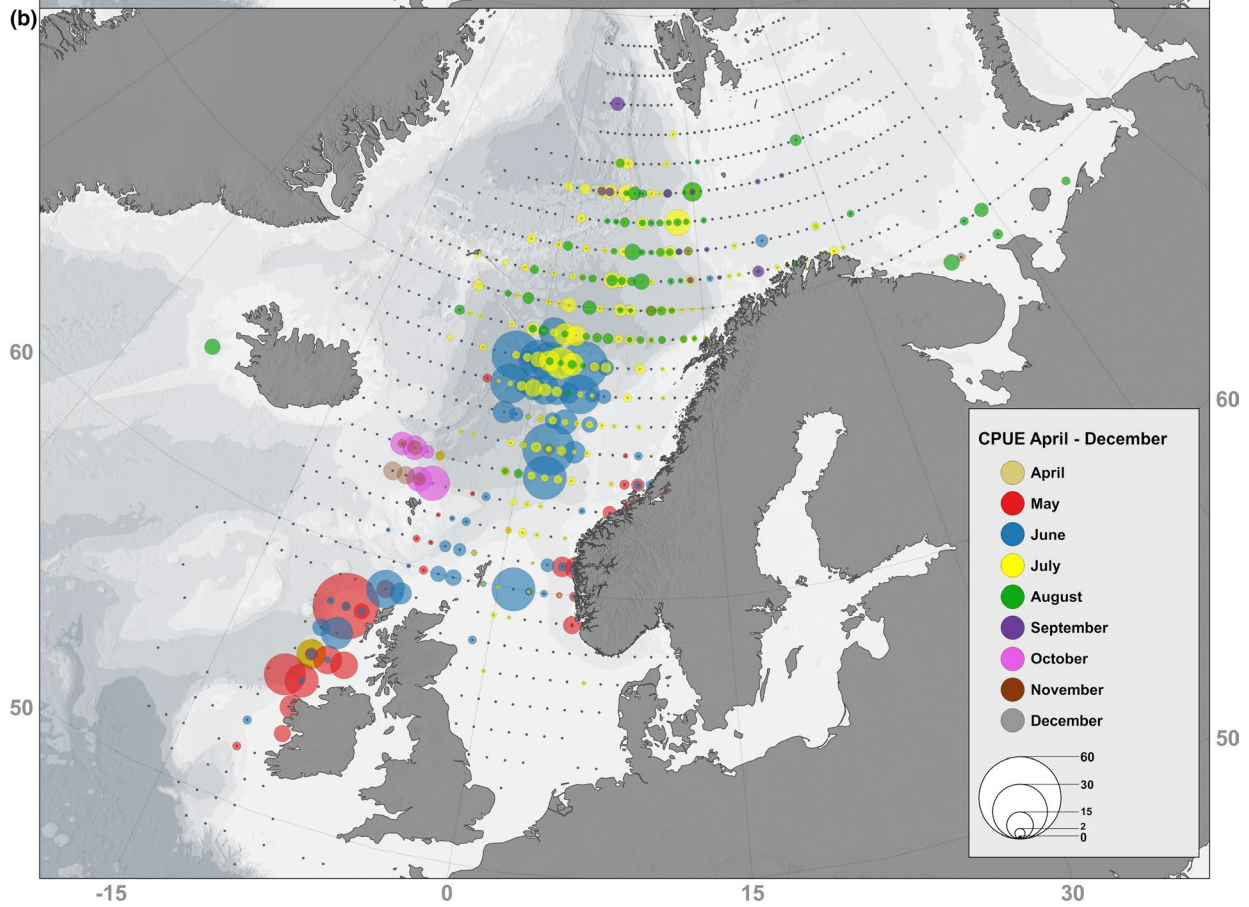 (b)
60
60
CPUE April - December
April
May
June
July
August
September
October
November
December
50
50
60
30
15
2
0
-15
0
15
30